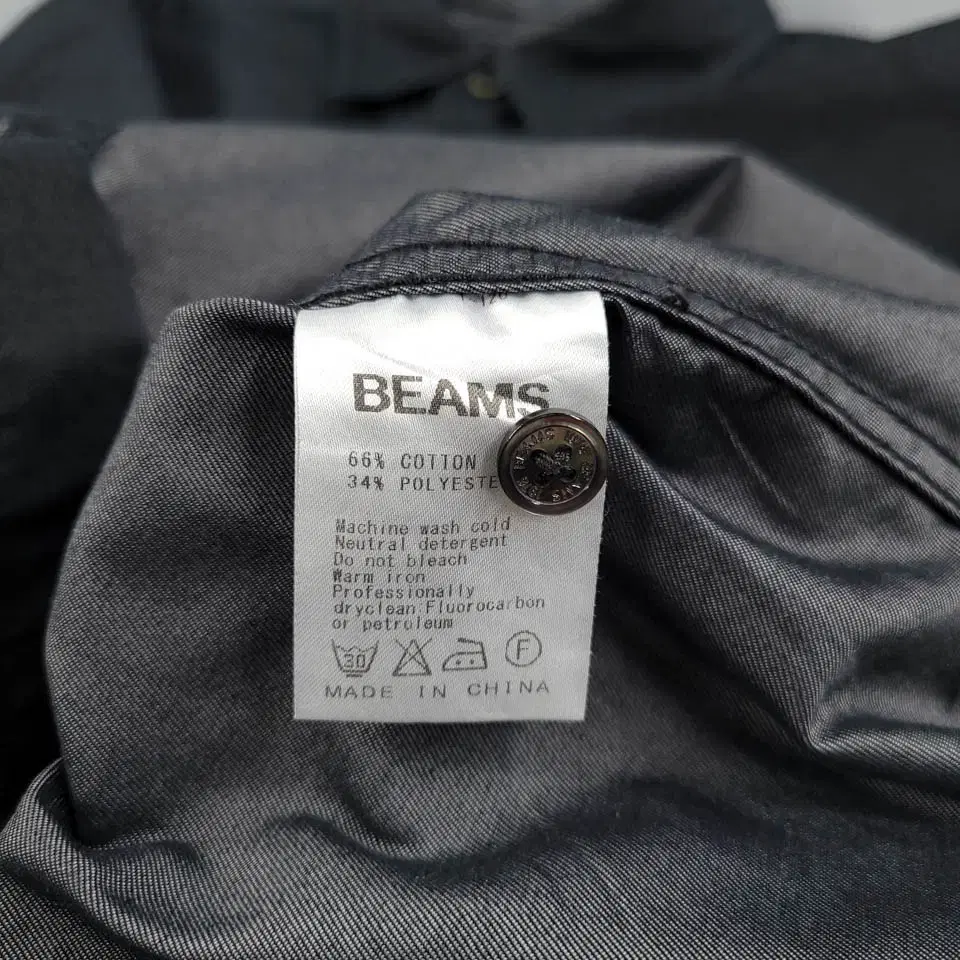 BEAMS
66% COTTON
34% POLYESTE
Machine wash cold
Neutral detergent
Do not bleach
Warm iron
Professionally
dryclean:Fluorocarbon
or petroleum
30
F
MADE IN CHINA
BEAMS